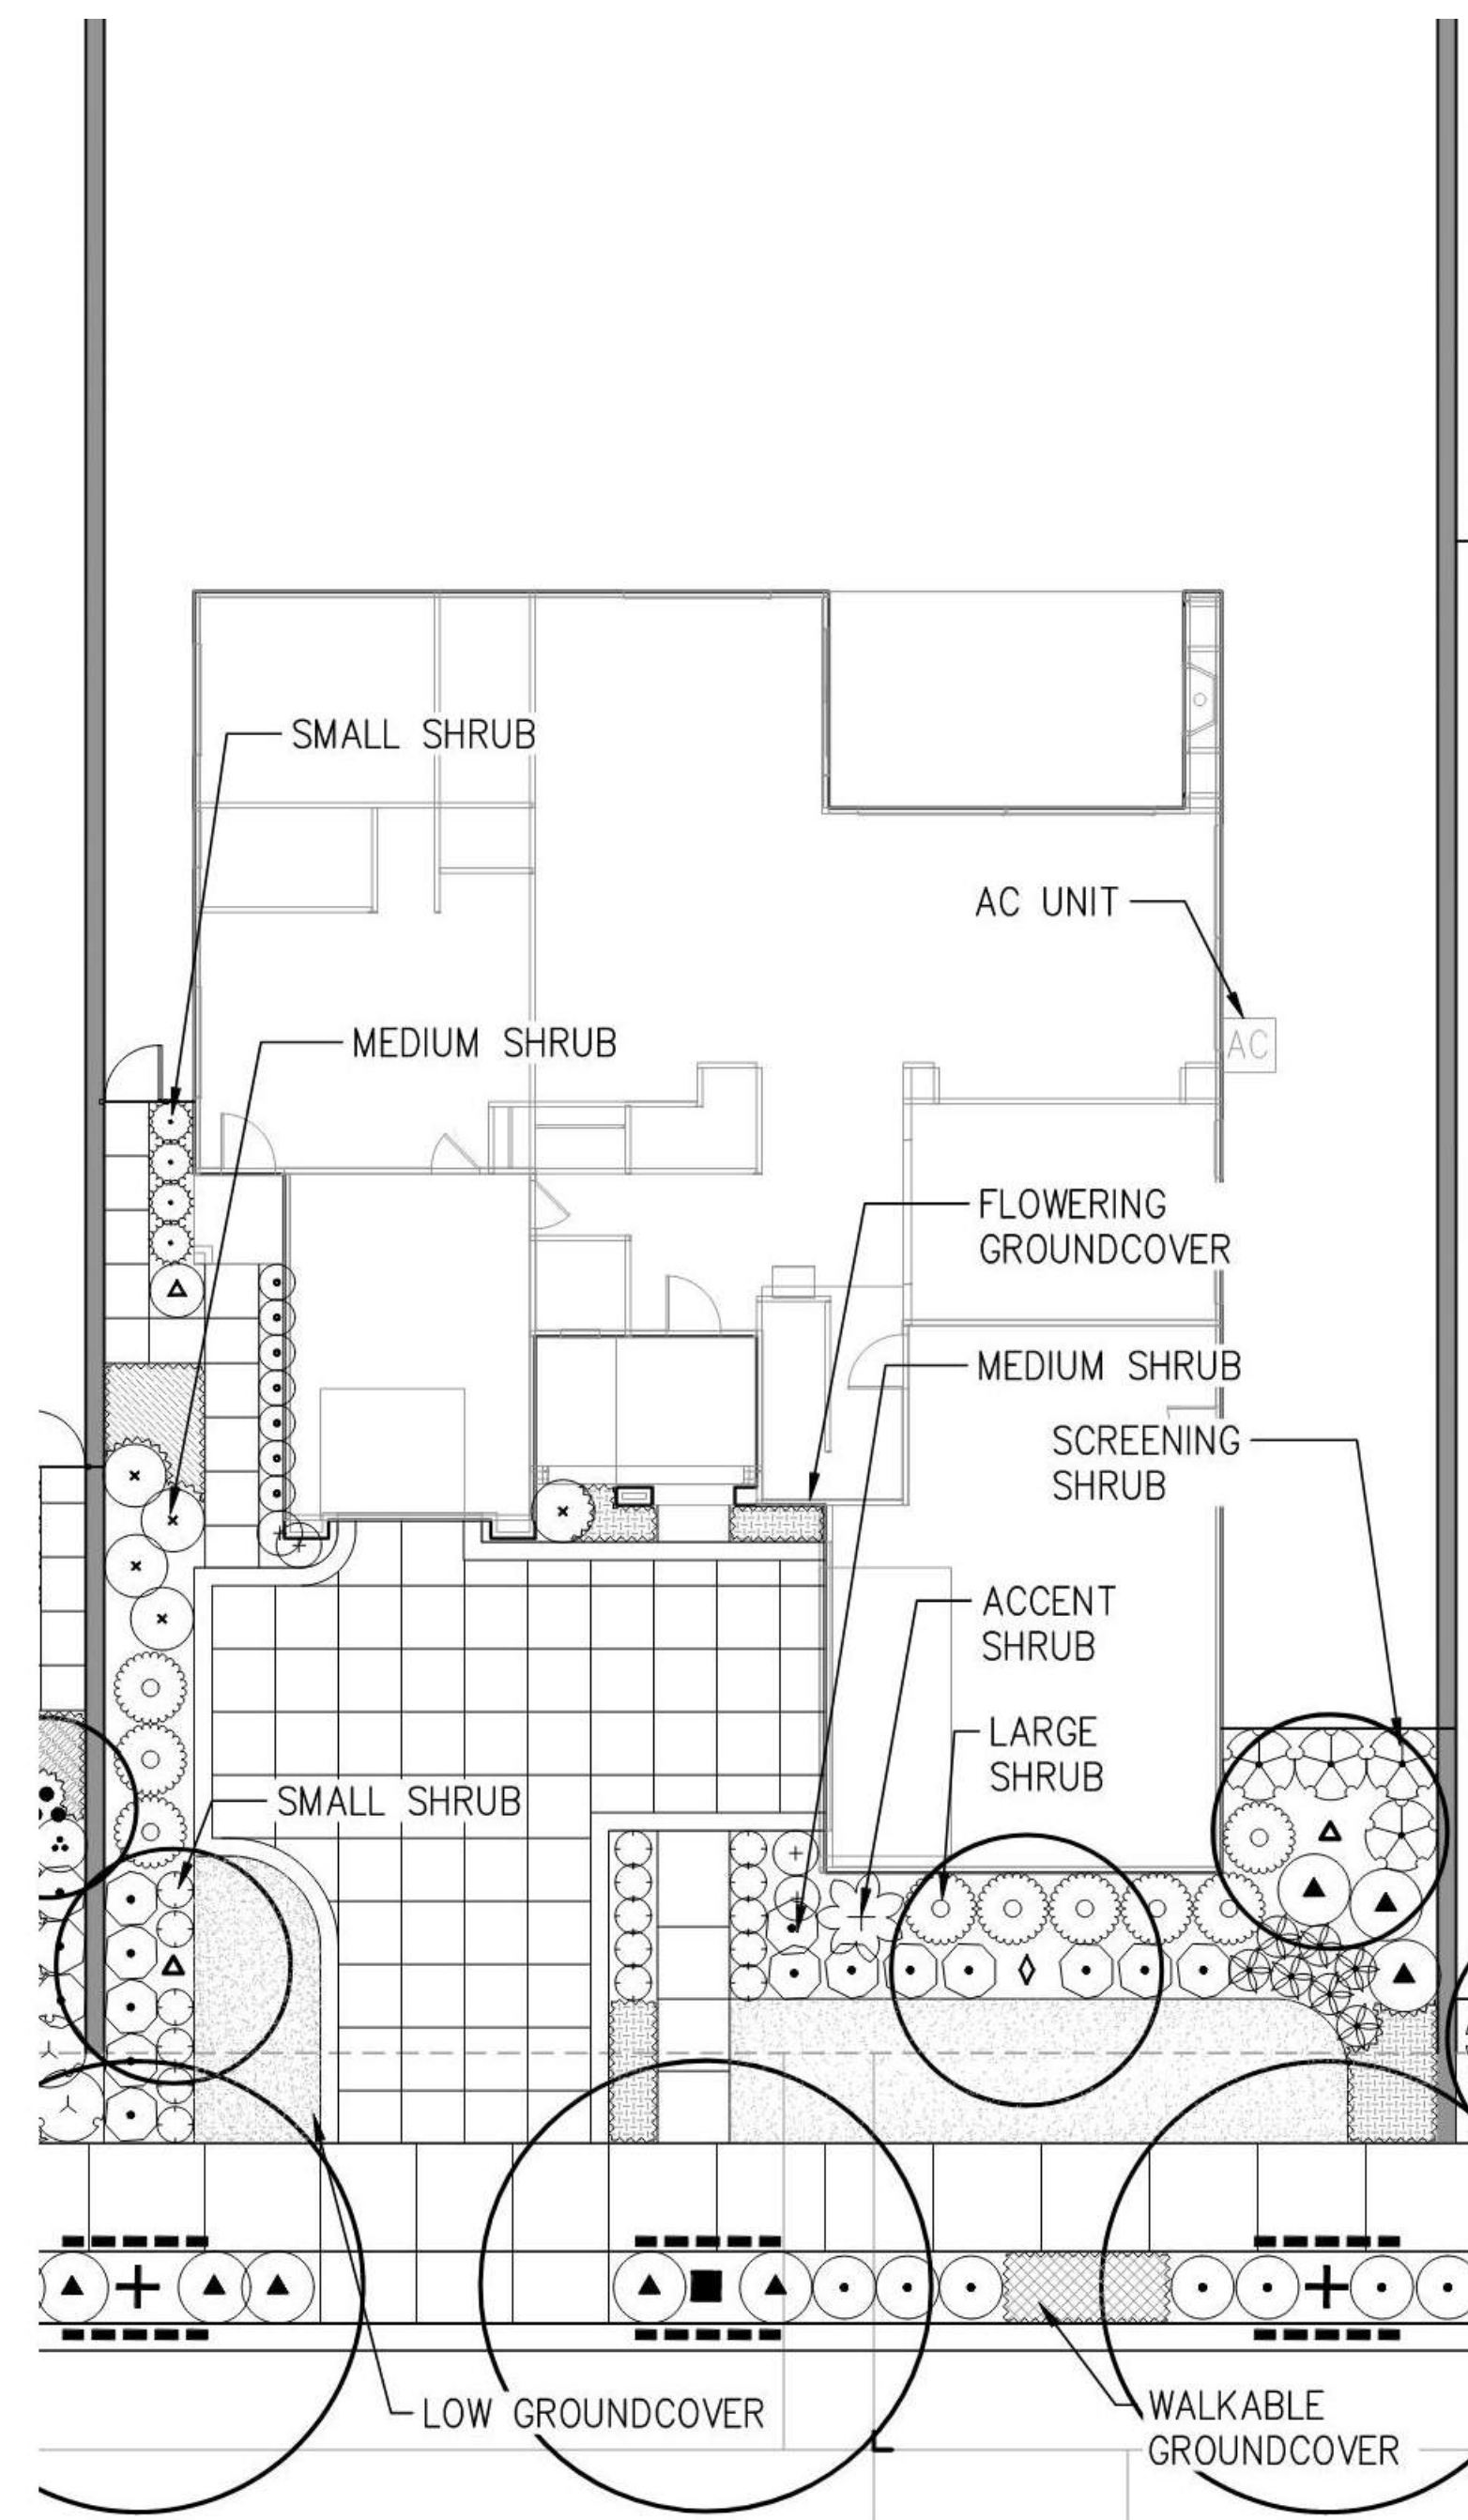 SMALL SHRUB
AC UNIT
AC
MEDIUM SHRUB
FLOWERING
GROUNDCOVER
MEDIUM SHRUB
SCREENING
SHRUB
ACCENT
SHRUB
LARGE
SHRUB
SMALL SHRUB
LOW GROUNDCOVER
WALKABLE
GROUNDCOVER